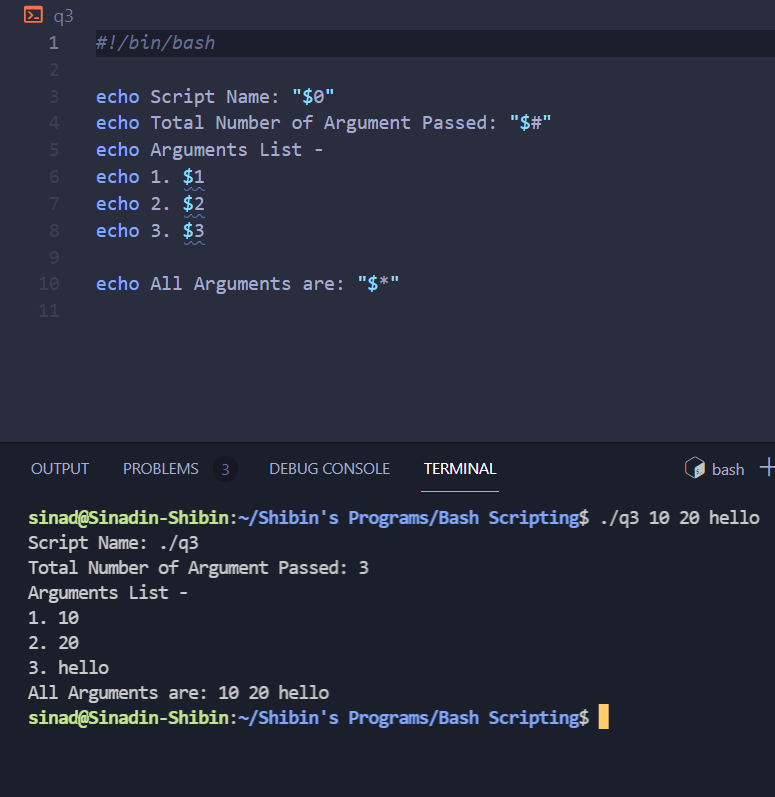 q3
1 #!/bin/bash
2
3 echo Script Name: "$0"
4 echo Total Number of Argument Passed: "$#"
5 echo Arguments List -
6 echo 1. $1
7 echo 2. $2
8 echo 3. $3
9
10 echo All Arguments are: "$*"
11
OUTPUT PROBLEMS 3 DEBUG CONSOLE TERMINAL bash
sinad@Sinadin-Shibin:~/Shibin's Programs/Bash Scripting$ ./q3 10 20 hello
Script Name: ./q3
Total Number of Argument Passed: 3
Arguments List -
1. 10
2. 20
3. hello
All Arguments are: 10 20 hello
sinad@Sinadin-Shibin:~/Shibin's Programs/Bash Scripting$